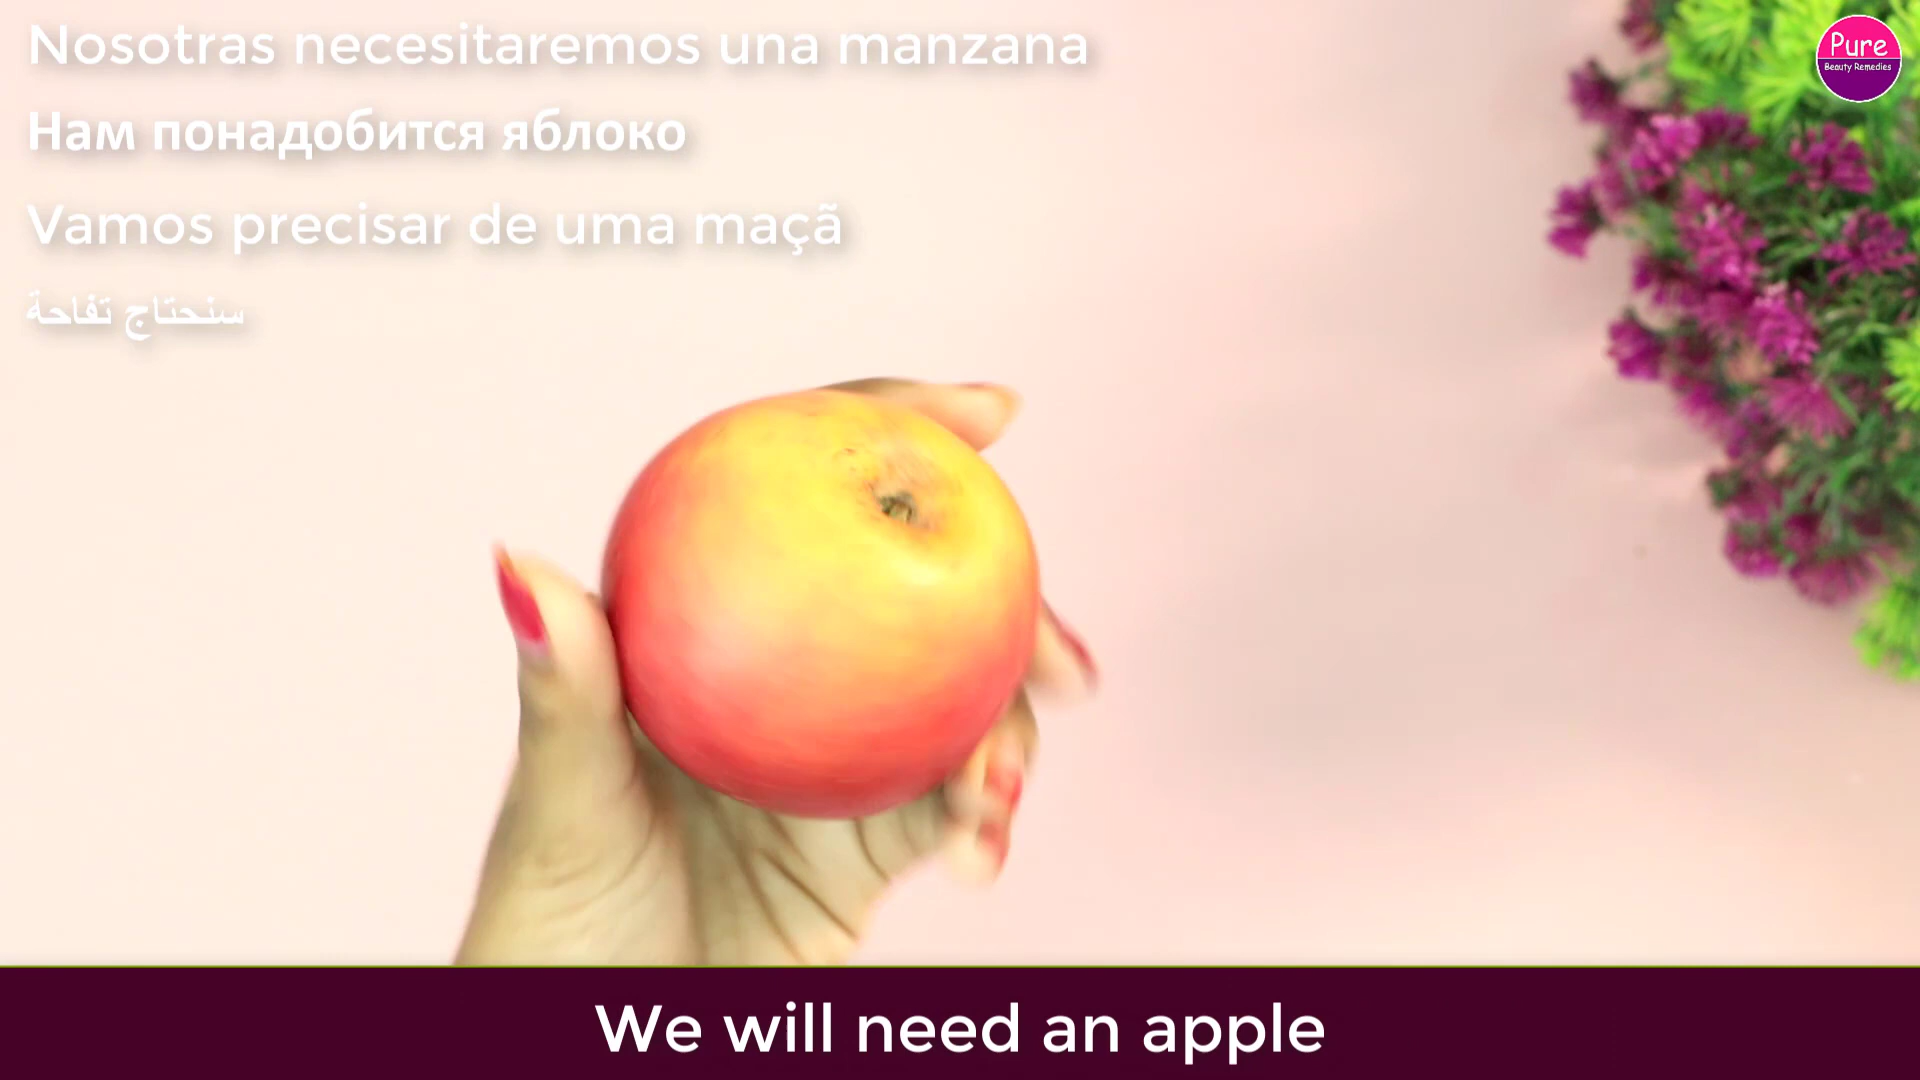 Nosotras necesitaremos una manzana
Нам понадобится яблоко
Vamos precisar de uma maçã
سنحتاج تفاحة
Pure
Beauty Remedies
We will need an apple